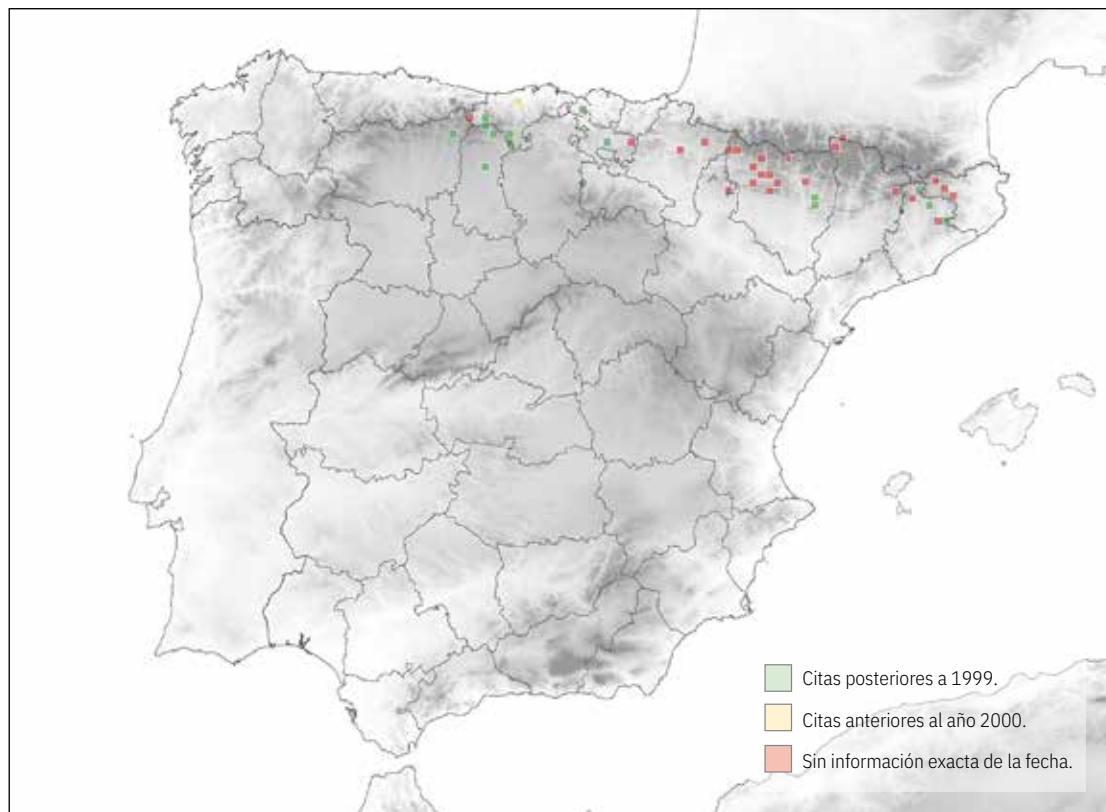 Citas posteriores a 1999.
Citas anteriores al año 2000.
Sin información exacta de la fecha.